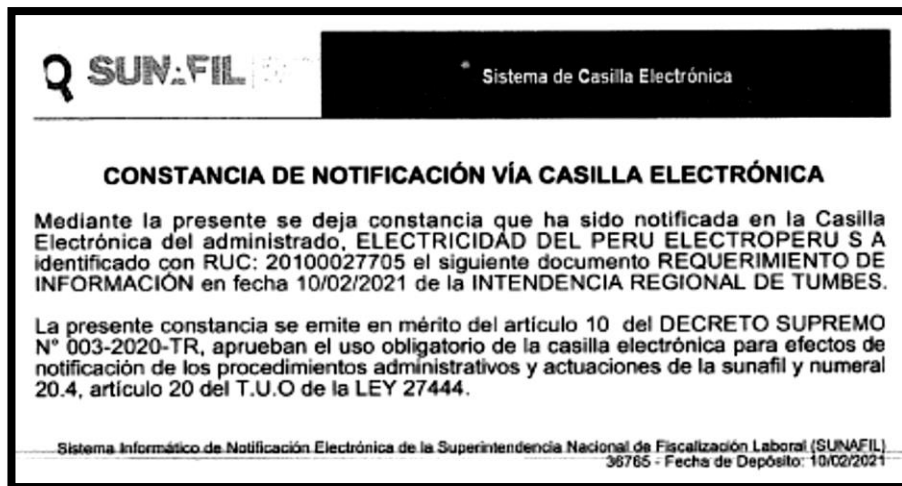 SUNAFIL
Sistema de Casilla Electrónica
CONSTANCIA DE NOTIFICACIÓN VÍA CASILLA ELECTRÓNICA
Mediante la presente se deja constancia que ha sido notificada en la Casilla
Electrónica del administrado, ELECTRICIDAD DEL PERU ELECTROPERU S A
identificado con RUC: 20100027705 el siguiente documento REQUERIMIENTO DE
INFORMACIÓN en fecha 10/02/2021 de la INTENDENCIA REGIONAL DE TUMBES.
La presente constancia se emite en mérito del artículo 10 del DECRETO SUPREMO
N° 003-2020-TR, aprueban el uso obligatorio de la casilla electrónica para efectos de
notificación de los procedimientos administrativos y actuaciones de la sunafil y numeral
20.4, artículo 20 del T.U.O de la LEY 27444.
Sistema Informático de Notificación Electrónica de la Superintendencia Nacional de Fiscalización Laboral (SUNAFIL)
36765 - Fecha de Depósito: 10/02/2021